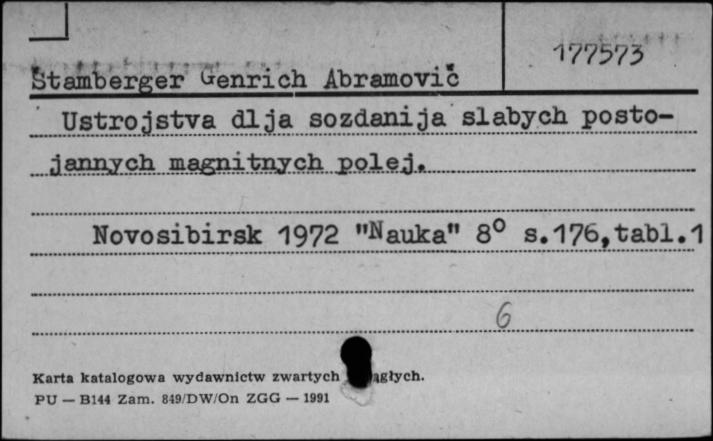 177573
Štamberger Genrich Abramovič
Ustrojstva dlja sozdanija slabych posto-
jannych magnitnych polej.
Novosibirsk 1972 "Nauka" 8° s.176,tabl.1
6
Karta katalogowa wydawnictw zwartych
PU — B144 Zam. 849/DW/On ZGG — 1991